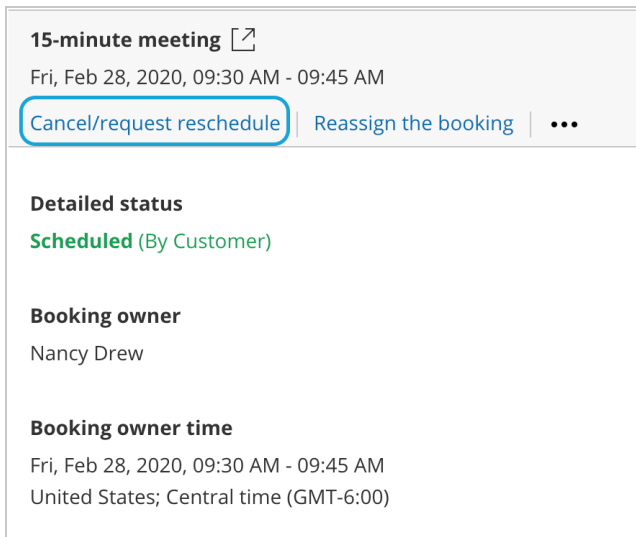 15-minute meeting
Fri, Feb 28, 2020, 09:30 AM - 09:45 AM
Cancel/request reschedule | Reassign the booking | •••
Detailed status
Scheduled (By Customer)
Booking owner
Nancy Drew
Booking owner time
Fri, Feb 28, 2020, 09:30 AM - 09:45 AM
United States; Central time (GMT-6:00)